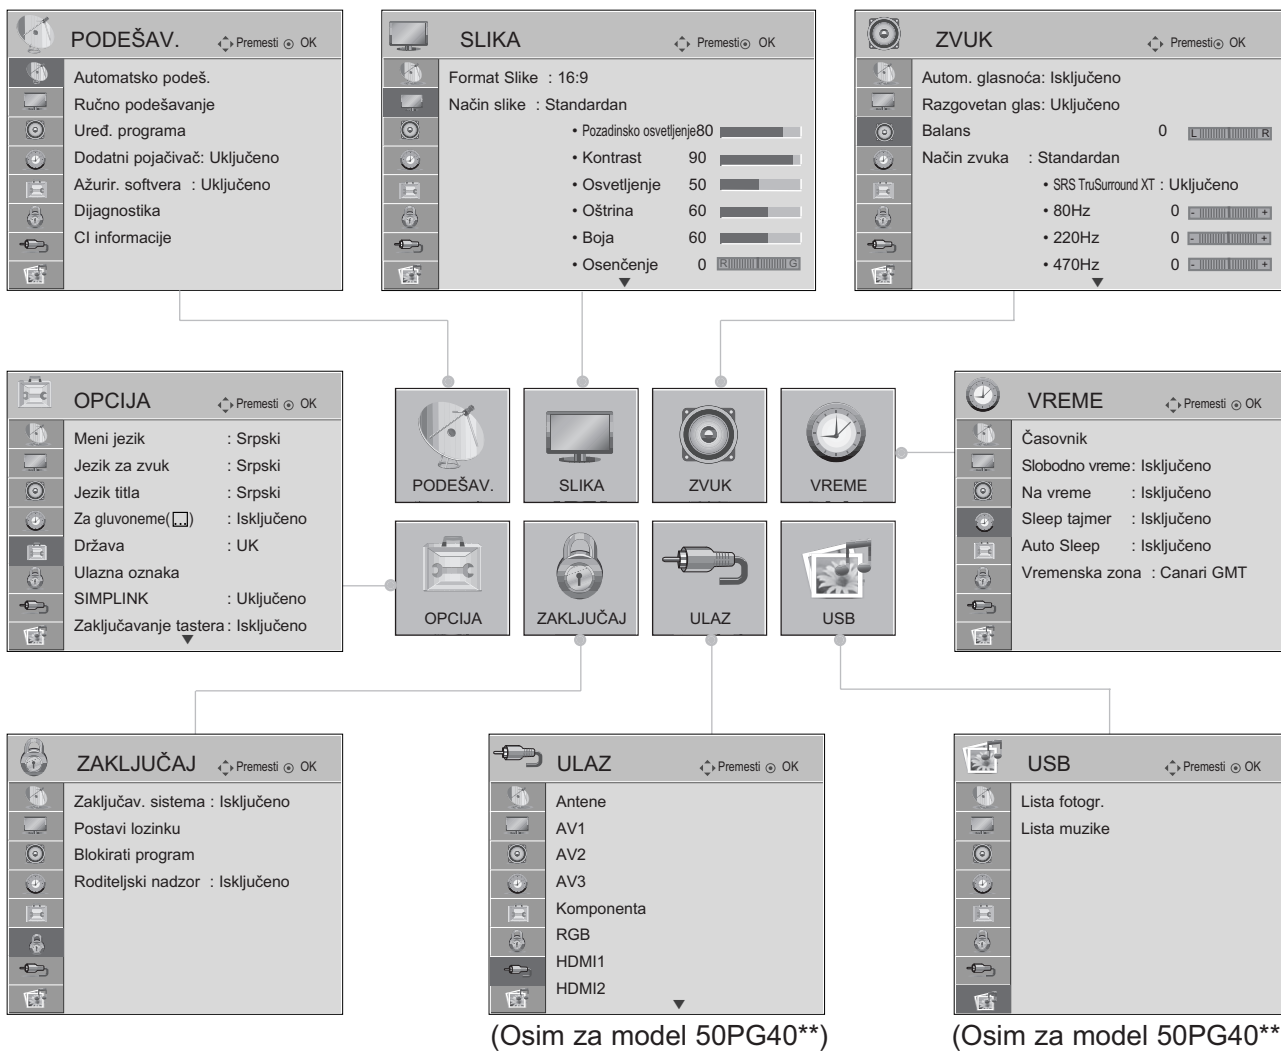 PODEŠAV. Premesti OK
Automatsko podeš.
Ručno podešavanje
Uređ. programa
Dodatni pojačivač: Uključeno
Ažurir. softvera : Uključeno
Dijagnostika
CI informacije
SLIKA Premesti OK
Format Slike : 16:9
Način slike : Standardan
• Pozadinsko osvetljenje80
• Kontrast 90
• Osvetljenje 50
• Oštrina 60
• Boja 60
• Osenčenje 0 R G
ZVUK Premesti OK
Autom. glasnoća: Isključeno
Razgovetan glas: Uključeno
Balans 0 L R
Način zvuka : Standardan
• SRS TruSurround XT : Uključeno
• 80Hz 0 - +
• 220Hz 0 - +
• 470Hz 0 - +
OPCIJA Premesti OK
Meni jezik : Srpski
Jezik za zvuk : Srpski
Jezik titla : Srpski
Za gluvoneme( ) : Isključeno
Država : UK
Ulazna oznaka
SIMPLINK : Uključeno
Zaključavanje tastera : Isključeno
PODEŠAV.
SLIKA
ZVUK
VREME
OPCIJA
ZAKLJUČAJ
ULAZ
USB
VREME Premesti OK
Časovnik
Slobodno vreme: Isključeno
Na vreme : Isključeno
Sleep tajmer : Isključeno
Auto Sleep : Isključeno
Vremenska zona : Canari GMT
ZAKLJUČAJ Premesti OK
Zaključav. sistema : Isključeno
Postavi lozinku
Blokirati program
Roditeljski nadzor : Isključeno
ULAZ Premesti OK
Antene
AV1
AV2
AV3
Komponenta
RGB
HDMI1
HDMI2
(Osim za model 50PG40**)
USB Premesti OK
Lista fotogr.
Lista muzike
(Osim za model 50PG40**